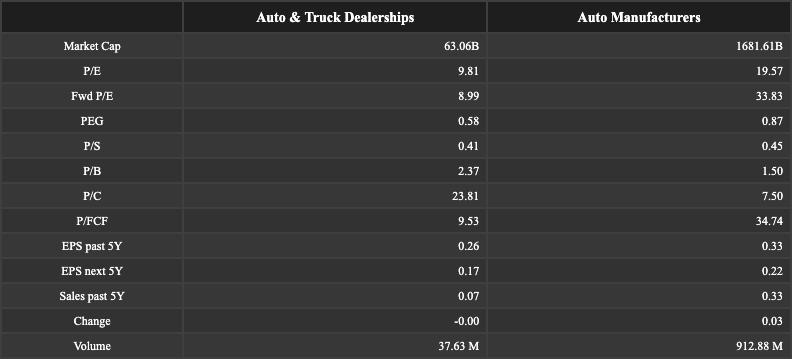 Auto & Truck Dealerships Auto Manufacturers
Market Cap 63.06B 1681.61B
P/E 9.81 19.57
Fwd P/E 8.99 33.83
PEG 0.58 0.87
P/S 0.41 0.45
P/B 2.37 1.50
P/C 23.81 7.50
P/FCF 9.53 34.74
EPS past 5Y 0.26 0.33
EPS next 5Y 0.17 0.22
Sales past 5Y 0.07 0.33
Change -0.00 0.03
Volume 37.63 M 912.88 M